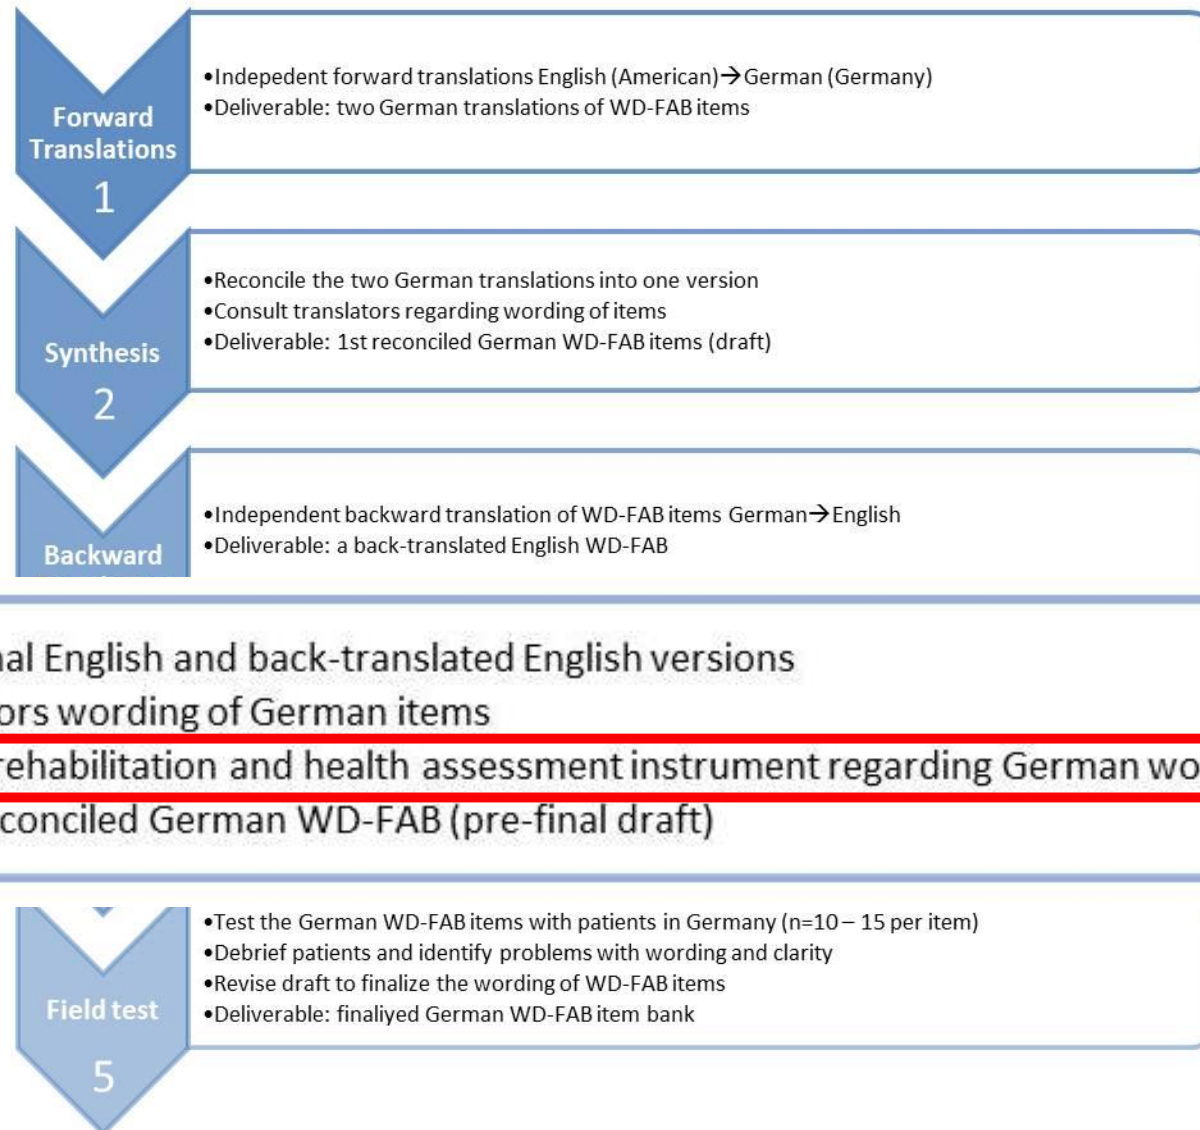 Forward
Translations
1
•Indepedent forward translations English (American)→German (Germany)
•Deliverable: two German translations of WD-FAB items
Synthesis
2
•Reconcile the two German translations into one version
•Consult translators regarding wording of items
•Deliverable: 1st reconciled German WD-FAB items (draft)
Backward
•Independent backward translation of WD-FAB items German→English
•Deliverable: a back-translated English WD-FAB
English and back-translated English versions
wording of German items
rehabilitation and health assessment instrument regarding German
German WD-FAB (pre-final draft)
Field test
5
•Test the German WD-FAB items with patients in Germany (n=10 – 15 per item)
•Debrief patients and identify problems with wording and clarity
•Revise draft to finalize the wording of WD-FAB items
•Deliverable: finaliyed German WD-FAB item bank